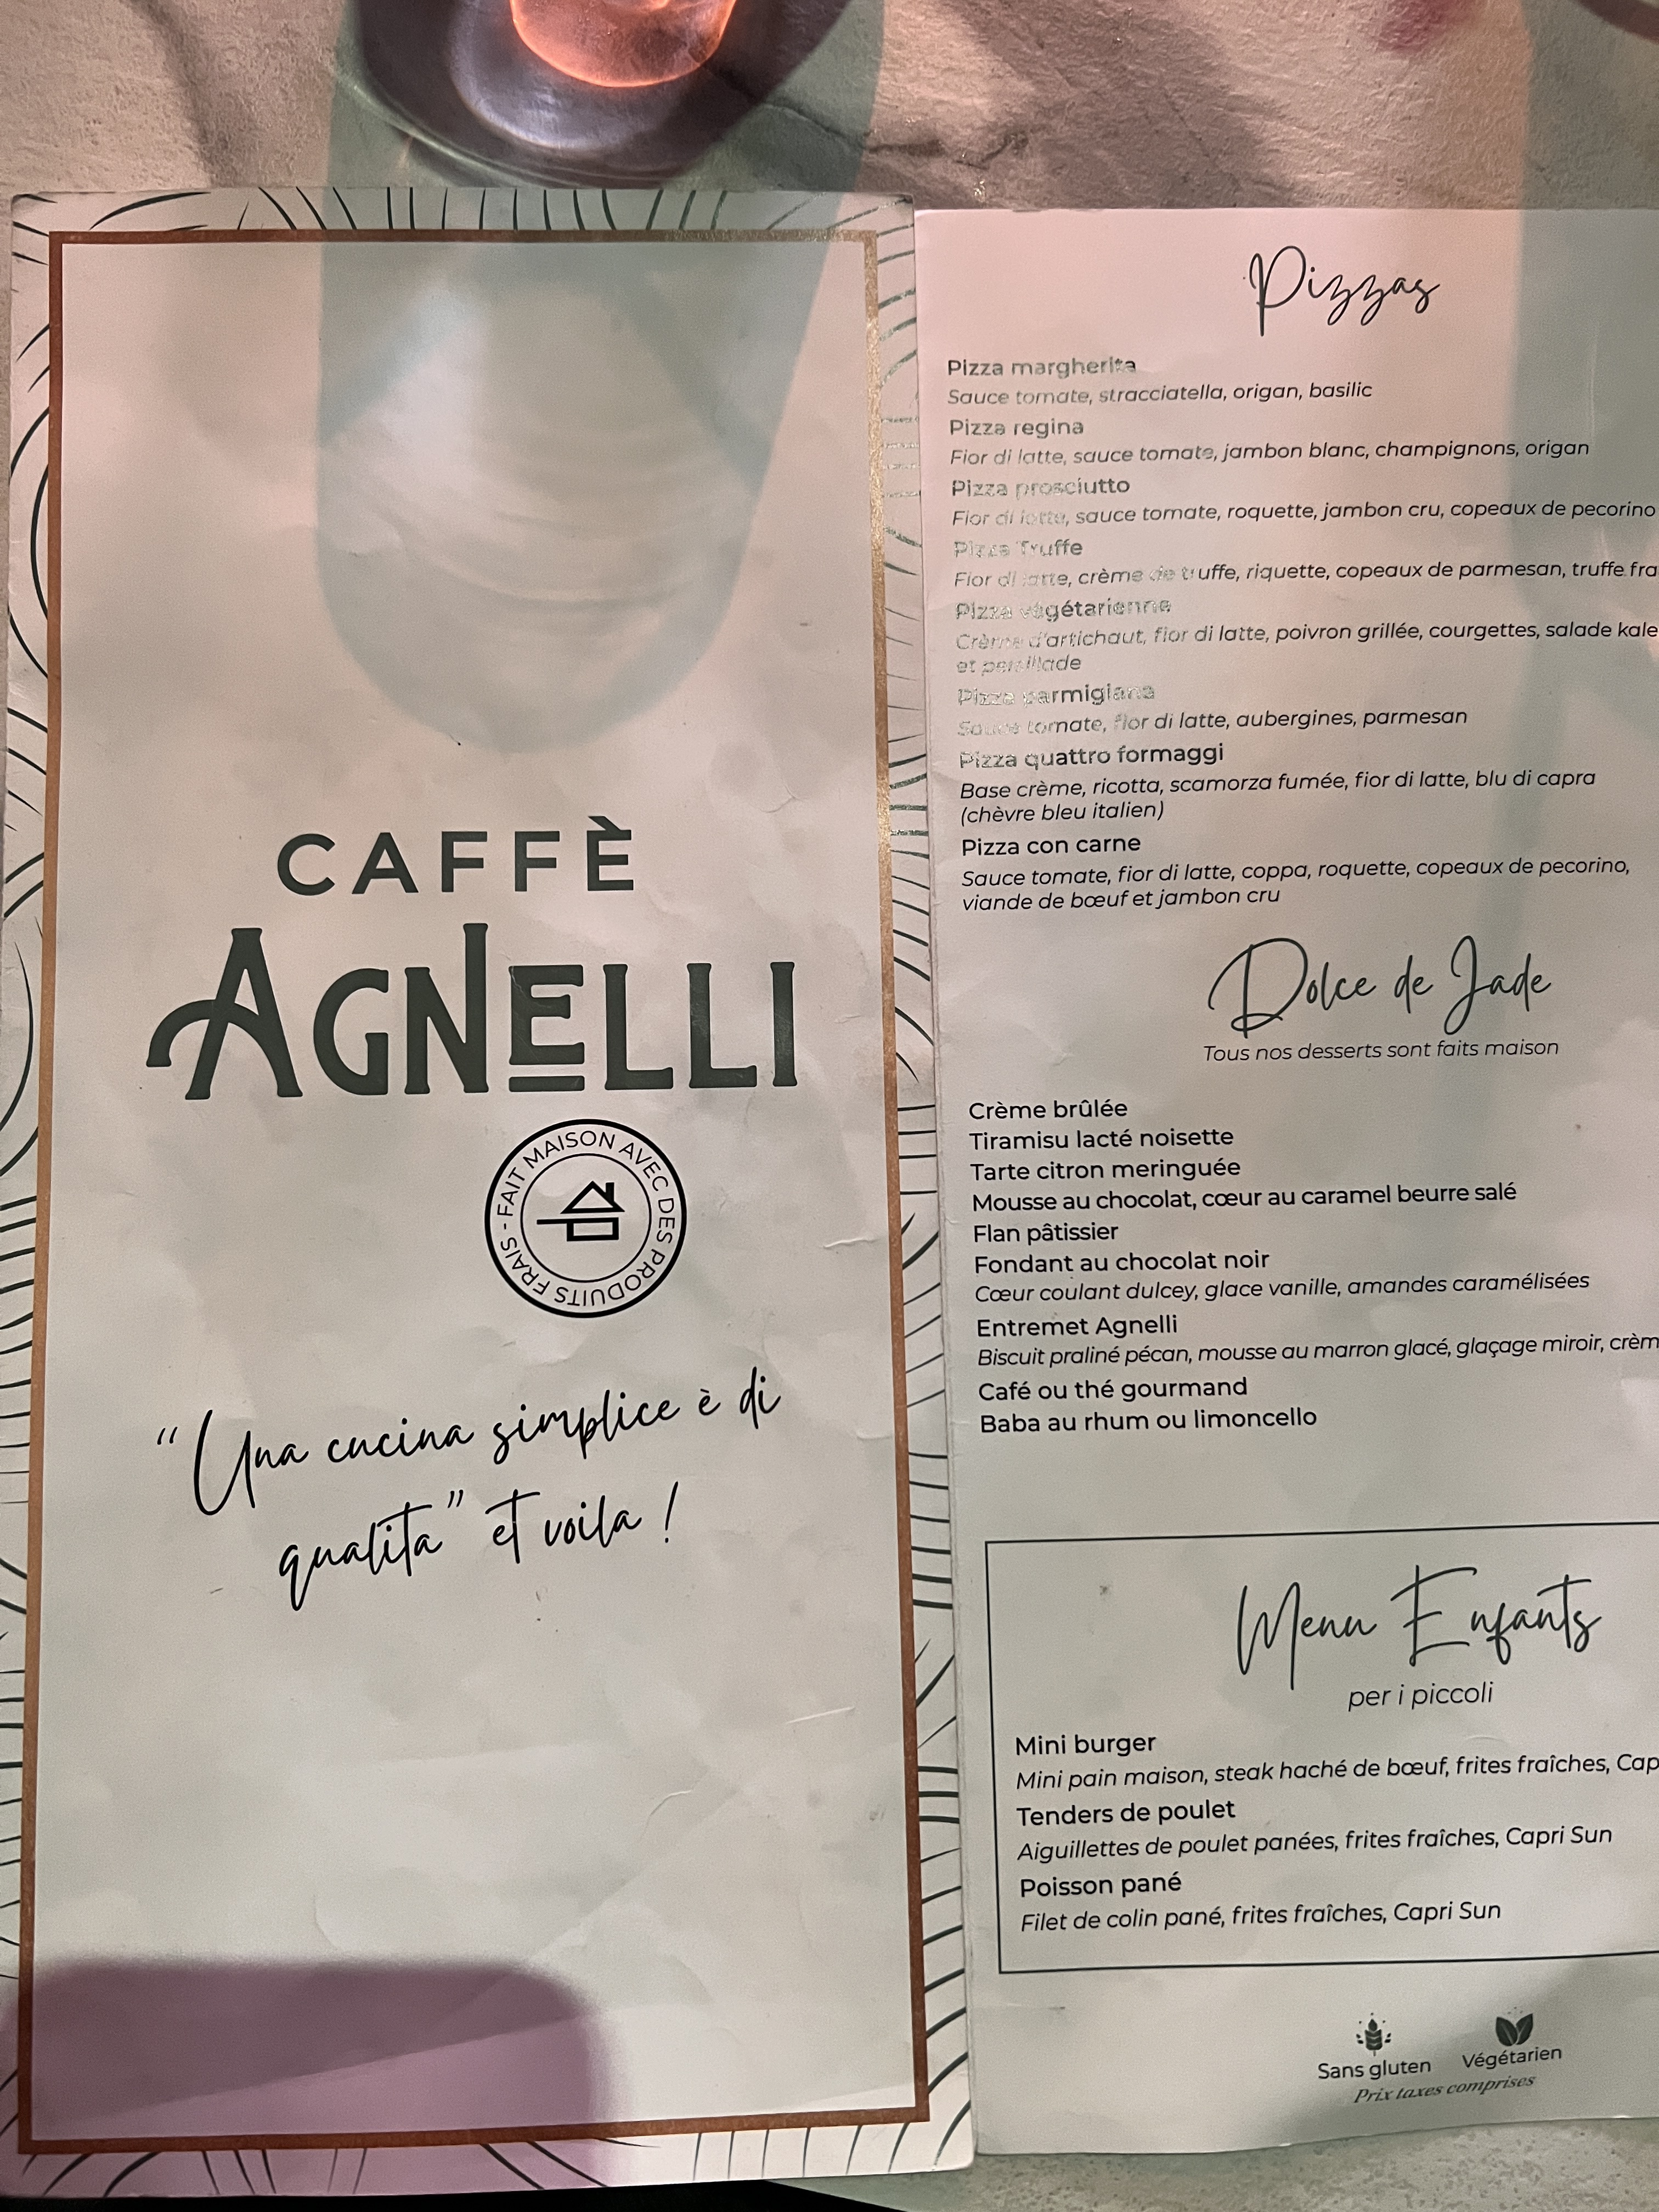 CAFFÈ
AGNELLI
FAIT MAISON AVEC DES PRODUITS FRAIS -
“Una cucina simplice è di
qualita” et voila !
Pizzas
Pizza margherita
Sauce tomate, stracciatella, origan, basilic
Pizza regina
Fior di latte, sauce tomate, jambon blanc, champignons, origan
Pizza prosciutto
Fior di latte, sauce tomate, roquette, jambon cru, copeaux de pecorino
Pizza Truffe
Fior di latte, crème de truffe, riquette, copeaux de parmesan, truffe
Pizza végétarienne
Crème d'artichaut, fior di latte, poivron grillée, courgettes, salade kale
et persillade
Pizza parmigiana
Sauce tomate, fior di latte, aubergines, parmesan
Pizza quattro formaggi
Base crème, ricotta, scamorza fumée, fior di latte, blu di capra
(chèvre bleu italien)
Pizza con carne
Sauce tomate, fior di latte, coppa, roquette, copeaux de pecorino,
viande de bœuf et jambon cru
Dolce de Jade
Tous nos desserts sont faits maison
Crème brûlée
Tiramisu lacté noisette
Tarte citron meringuée
Mousse au chocolat, cœur au caramel beurre salé
Flan pâtissier
Fondant au chocolat noir
Cœur coulant dulcey, glace vanille, amandes caramélisées
Entremet Agnelli
Biscuit praliné pécan, mousse au marron glacé, glaçage miroir,
Café ou thé gourmand
Baba au rhum ou limoncello
Menu Enfants
per i piccoli
Mini burger
Mini pain maison, steak haché de bœuf, frites fraîches,
Tenders de poulet
Aiguillettes de poulet panées, frites fraîches, Capri Sun
Poisson pané
Filet de colin pané, frites fraîches, Capri Sun
Sans gluten
Végétarien
Prix taxes comprises